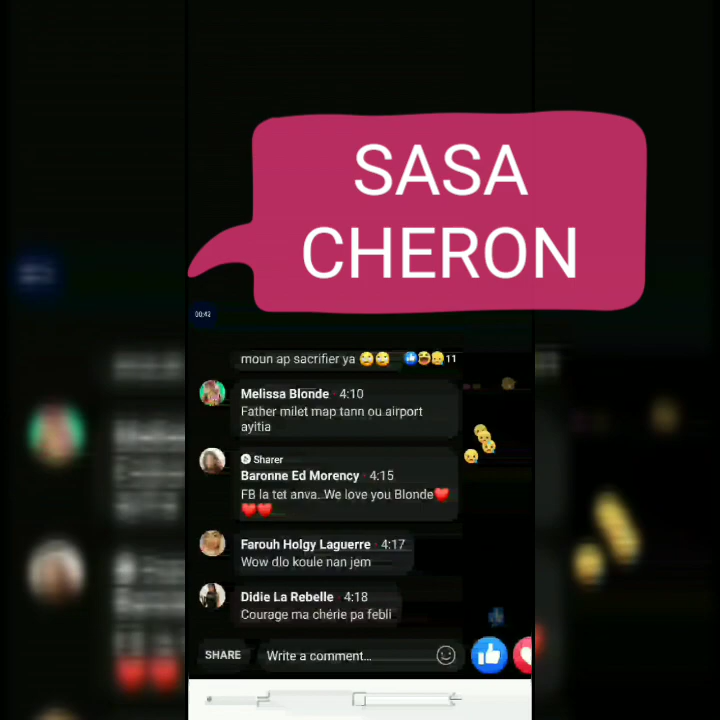 SASA
CHERON
00:42
moun ap sacrifier ya 11
Melissa Blonde · 4:10
Father milet map tann ou airport
ayitia
Sharer
Baronne Ed Morency · 4:15
FB la tet anva..We love you Blonde❤️
❤️❤️
Farouh Holgy Laguerre · 4:17
Wow dlo koule nan jem
Didie La Rebelle · 4:18
Courage ma chérie pa febli
SHARE Write a comment...